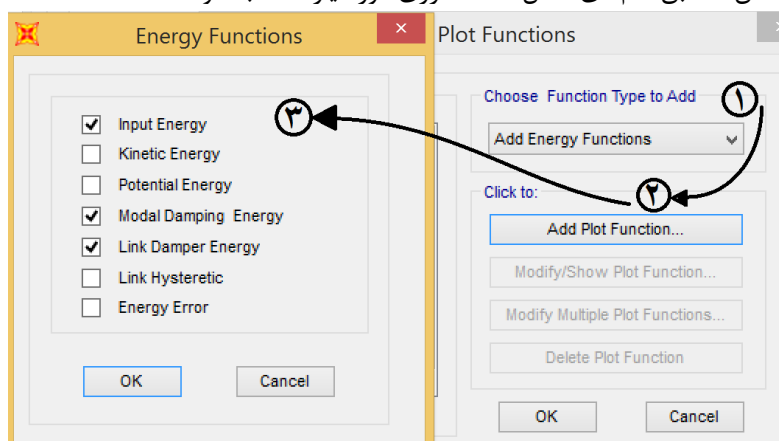 Energy Functions
Input Energy
Kinetic Energy
Potential Energy
Modal Damping Energy
Link Damper Energy
Link Hysteretic
Energy Error
OK
Cancel
Plot Functions
Choose Function Type to Add
Add Energy Functions
Click to:
Add Plot Function...
Modify/Show Plot Function...
Modify Multiple Plot Functions...
Delete Plot Function
OK
Cancel
۱
۲
۳